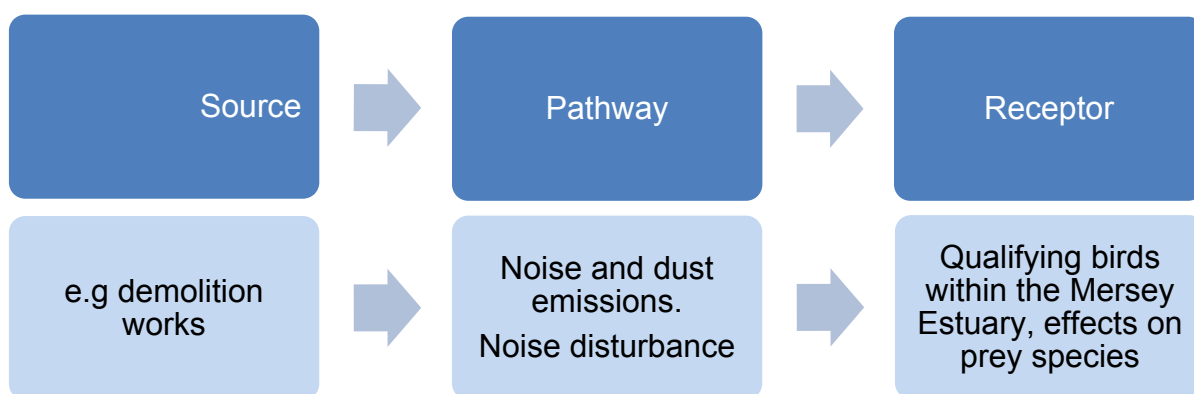 Source
Pathway
Receptor
e.g demolition
works
Noise and dust
emissions.
Noise disturbance
Qualifying birds
within the Mersey
Estuary, effects on
prey species